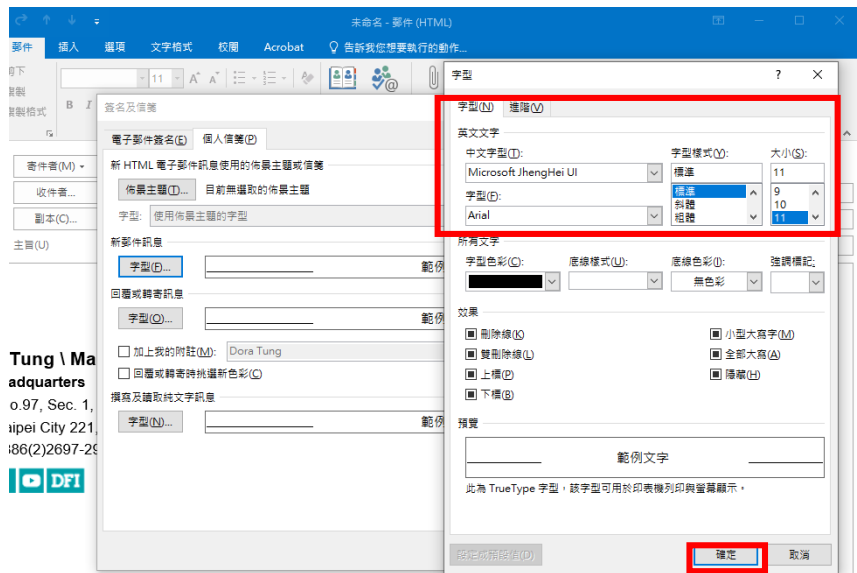 未命名 - 郵件 (HTML)
郵件 插入 選項 文字格式 校閱 Acrobat 告訴我您想要執行的動作...
11
B I
寄件者(M)
收件者...
副本(C)...
主旨(U)
Tung \ Ma
adquarters
o.97, Sec. 1,
aipei City 221,
886(2)2697-29
DFI
簽名及信箋
電子郵件簽名(E) 個人信箋(P)
新 HTML 電子郵件訊息使用的佈景主題或信箋
佈景主題(T)... 目前無選取的佈景主題
字型: 使用佈景主題的字型
新郵件訊息
字型(F)... 範例
回覆或轉寄訊息
字型(O)... 範例
加上我的附註(M): Dora Tung
回覆或轉寄時挑選新色彩(C)
撰寫及讀取純文字訊息
字型(N)... 範例
字型 ? X
字型(N) 進階(V)
英文文字
中文字型(T): 字型樣式(Y): 大小(S):
Microsoft JhengHei UI 標準 11
字型(F): 標準 9
Arial 斜體 10
粗體 11
所有文字
字型色彩(C): 底線樣式(U): 底線色彩(I): 強調標記:
無色彩
效果
刪除線(K) 小型大寫字(M)
雙刪除線(L) 全部大寫(A)
上標(P) 隱藏(H)
下標(B)
預覽
範例文字
此為 TrueType 字型，該字型可用於印表機列印與螢幕顯示。
設定成預設值(D) 確定 取消